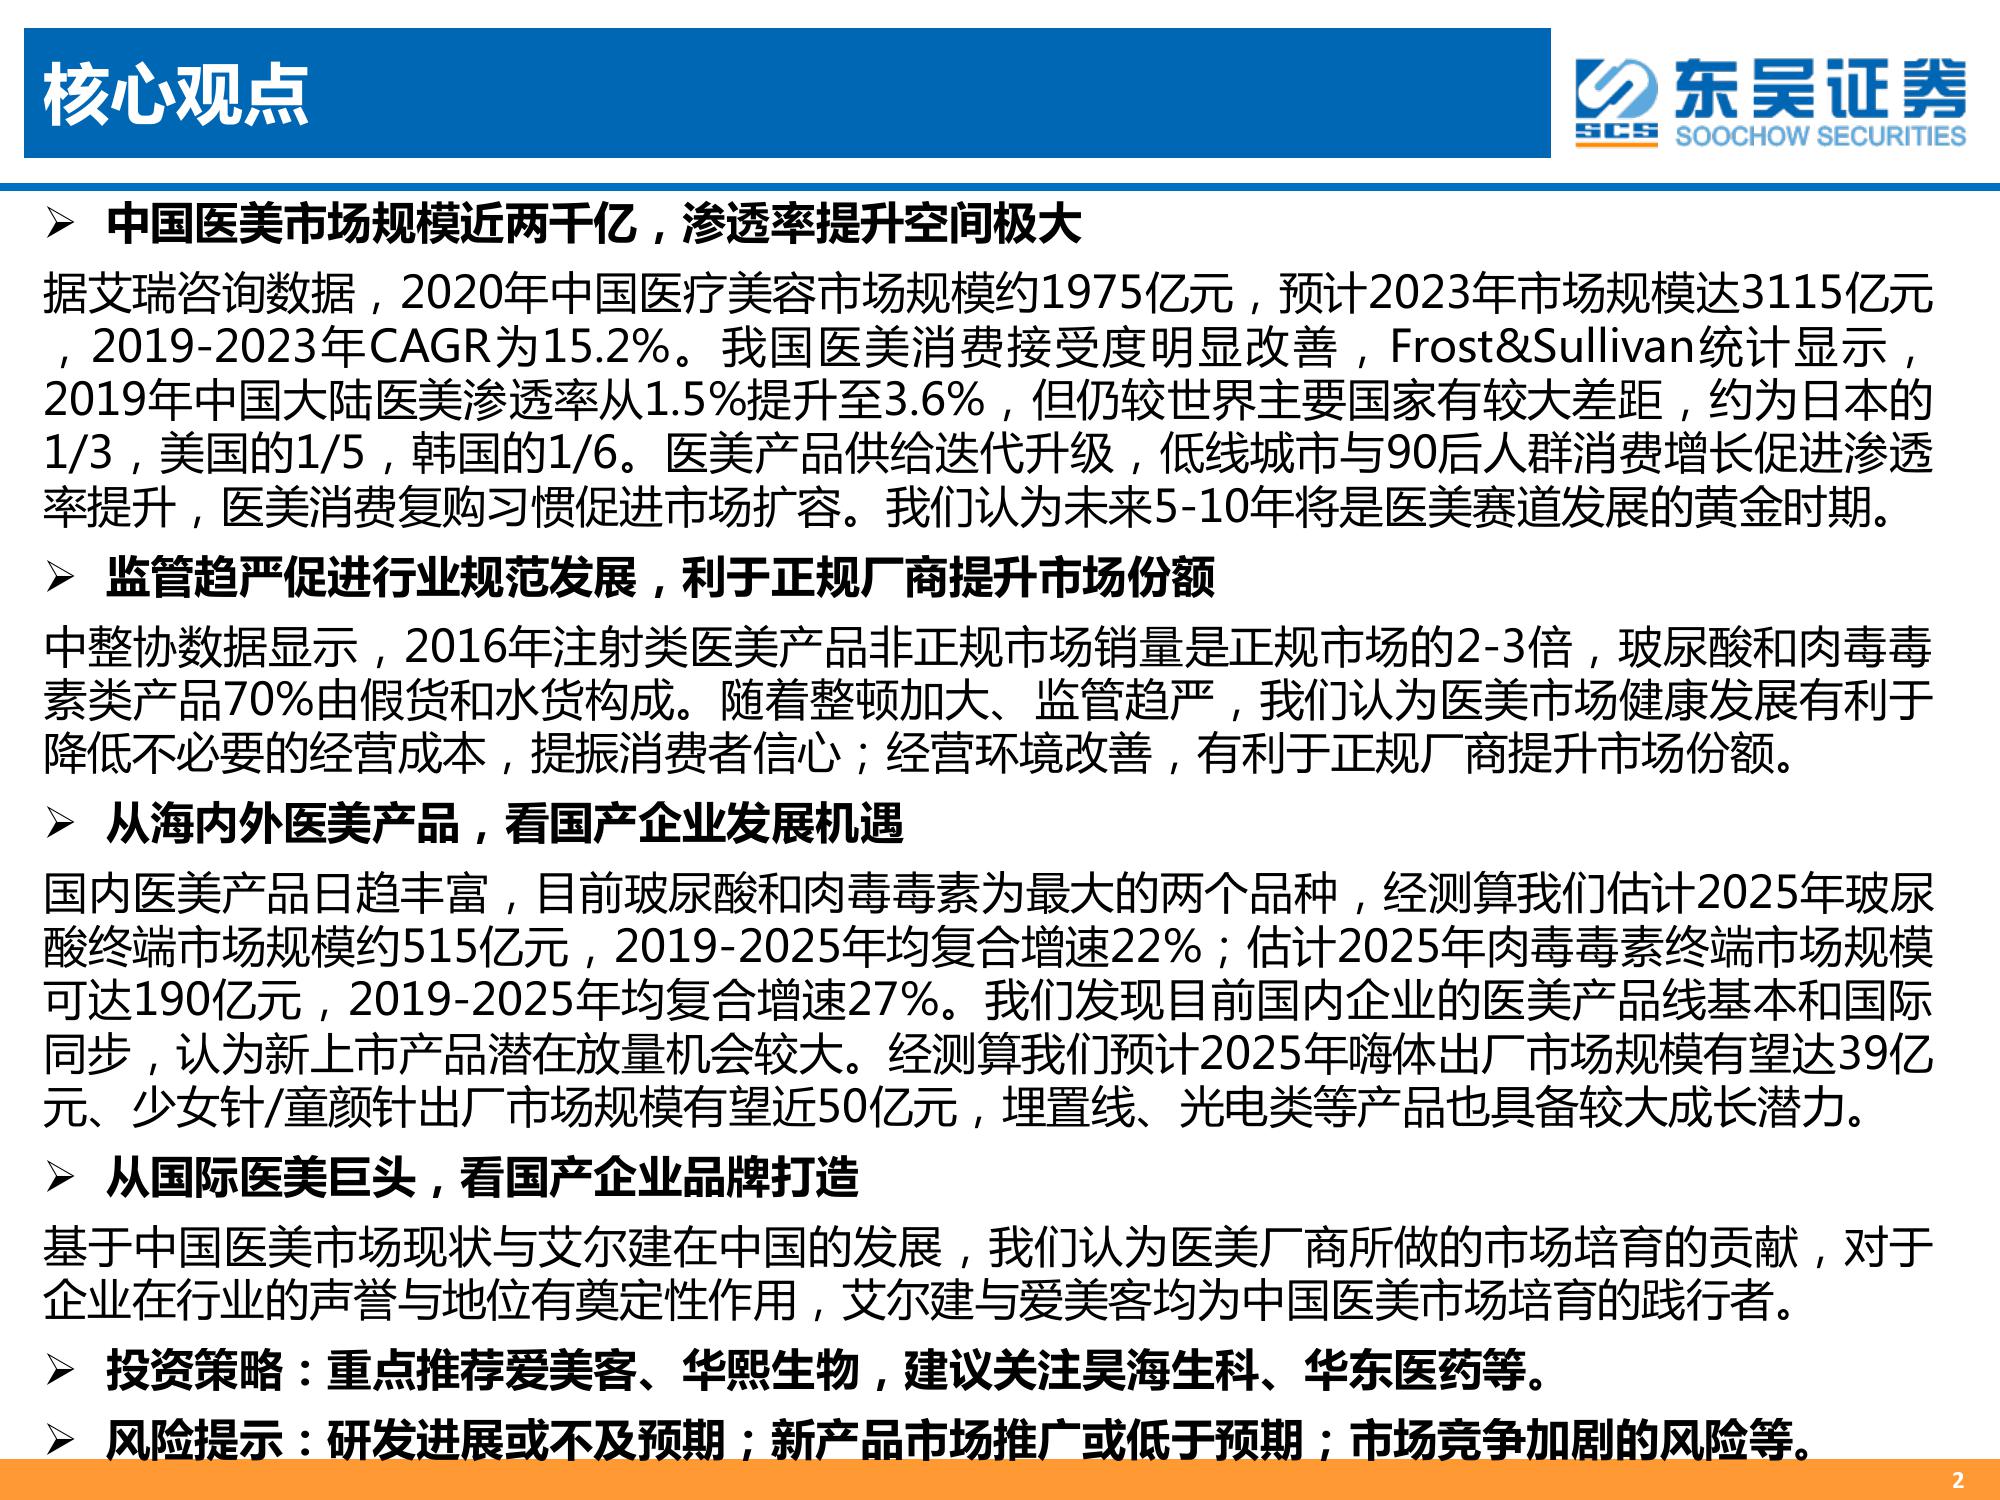 核心观点
东吴证券
SCS
SOOCHOW SECURITIES
➢ 中国医美市场规模近两千亿，渗透率提升空间极大
据艾瑞咨询数据，2020年中国医疗美容市场规模约1975亿元，预计2023年市场规模达3115亿元
，2019-2023年CAGR为15.2%。我国医美消费接受度明显改善，Frost&Sullivan统计显示，
2019年中国大陆医美渗透率从1.5%提升至3.6%，但仍较世界主要国家有较大差距，约为日本的
1/3，美国的1/5，韩国的1/6。医美产品供给迭代升级，低线城市与90后人群消费增长促进渗透
率提升，医美消费复购习惯促进市场扩容。我们认为未来5-10年将是医美赛道发展的黄金时期。
➢ 监管趋严促进行业规范发展，利于正规厂商提升市场份额
中整协数据显示，2016年注射类医美产品非正规市场销量是正规市场的2-3倍，玻尿酸和肉毒毒
素类产品70%由假货和水货构成。随着整顿加大、监管趋严，我们认为医美市场健康发展有利于
降低不必要的经营成本，提振消费者信心；经营环境改善，有利于正规厂商提升市场份额。
➢ 从海内外医美产品，看国产企业发展机遇
国内医美产品日趋丰富，目前玻尿酸和肉毒毒素为最大的两个品种，经测算我们估计2025年玻尿
酸终端市场规模约515亿元，2019-2025年均复合增速22%；估计2025年肉毒毒素终端市场规模
可达190亿元，2019-2025年均复合增速27%。我们发现目前国内企业的医美产品线基本和国际
同步，认为新上市产品潜在放量机会较大。经测算我们预计2025年嗨体出厂市场规模有望达39亿
元、少女针/童颜针出厂市场规模有望近50亿元，埋置线、光电类等产品也具备较大成长潜力。
➢ 从国际医美巨头，看国产企业品牌打造
基于中国医美市场现状与艾尔建在中国的发展，我们认为医美厂商所做的市场培育的贡献，对于
企业在行业的声誉与地位有奠定性作用，艾尔建与爱美客均为中国医美市场培育的践行者。
➢ 投资策略：重点推荐爱美客、华熙生物，建议关注昊海生科、华东医药等。
➢ 风险提示：研发进展或不及预期；新产品市场推广或低于预期；市场竞争加剧的风险等。
2